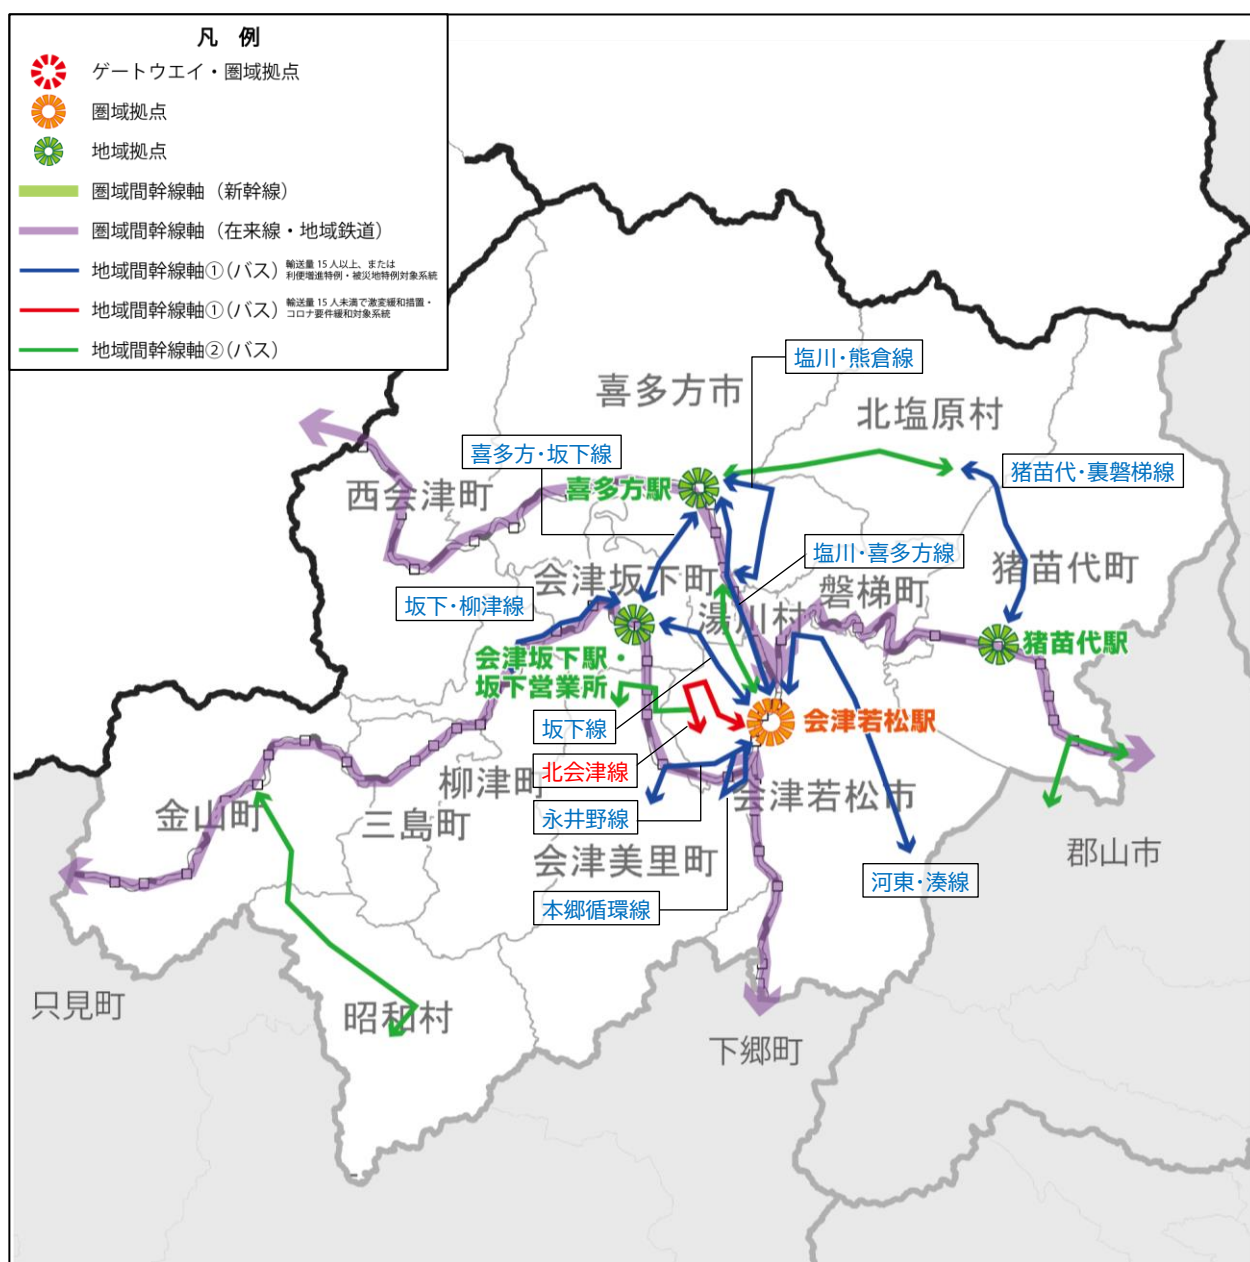 凡 例
ゲートウエイ・圏域拠点
圏域拠点
地域拠点
圏域間幹線軸（新幹線）
圏域間幹線軸（在来線・地域鉄道）
地域間幹線軸①(バス) 輸送量 15 人以上、または
利便増進特例・被災地特例対象系統
地域間幹線軸①(バス) 輸送量 15 人未満で激変緩和措置・
コロナ要件緩和対象系統
地域間幹線軸②(バス)
塩川・熊倉線
喜多方市
北塩原村
喜多方・坂下線
猪苗代・裏磐梯線
喜多方駅
西会津町
塩川・喜多方線
猪苗代町
会津坂下町
磐梯町
坂下・柳津線
湯川村
猪苗代駅
会津坂下駅・
坂下営業所
会津若松駅
坂下線
北会津線
柳津町
会津若松市
金山町
三島町
永井野線
郡山市
会津美里町
河東・湊線
本郷循環線
只見町
昭和村
下郷町